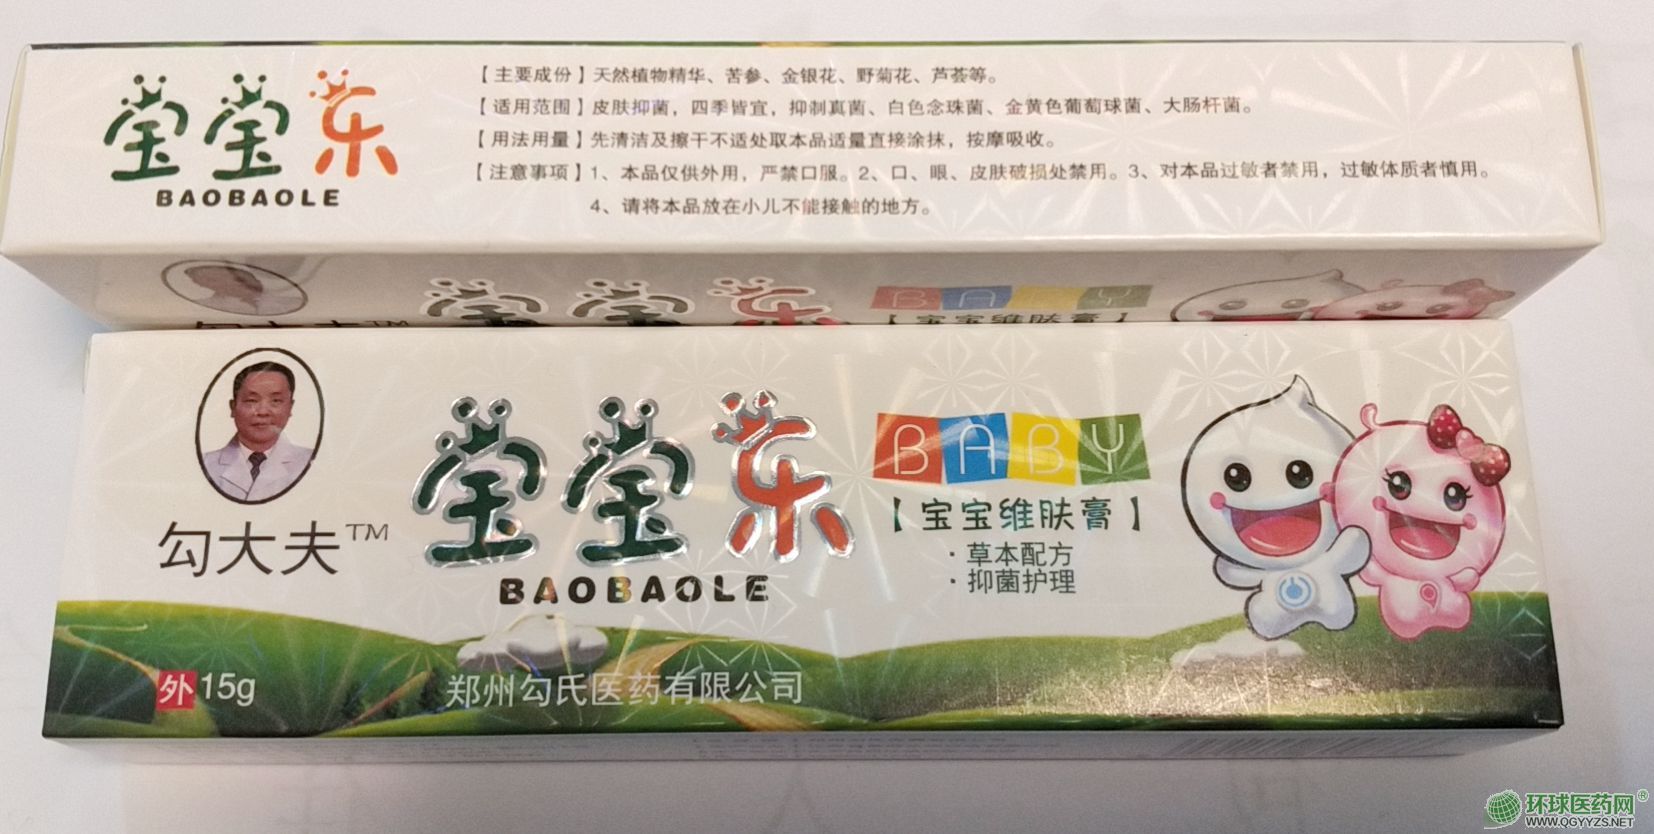 莹莹乐
BAOBAOLE
【主要成份】天然植物精华、苦参、金银花、野菊花、芦荟等。
【适用范围】皮肤抑菌，四季皆宜，抑制真菌、白色念珠菌、金黄色葡萄球菌、大肠杆菌。
【用法用量】先清洁及擦干不适处取本品适量直接涂抹，按摩吸收。
【注意事项】1、本品仅供外用，严禁口服。2、口、眼、皮肤破损处禁用。3、对本品过敏者禁用，过敏体质者慎用。
4、请将本品放在小儿不能接触的地方。
BABY
【宝宝维肤膏】
勾大夫™
莹莹乐
BAOBAOLE
BABY
【宝宝维肤膏】
·草本配方
·抑菌护理
外 15g
郑州勾氏医药有限公司
环球医药网®
WWW.QGYYZS.NET